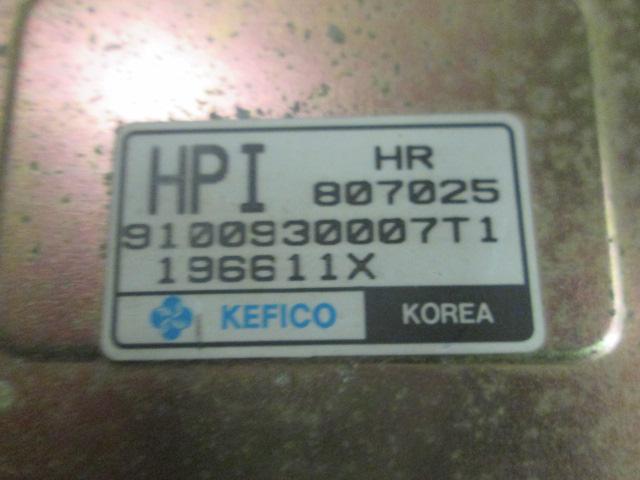 HPI HR
807025
9100930007T1
196611X
KEFICO KOREA